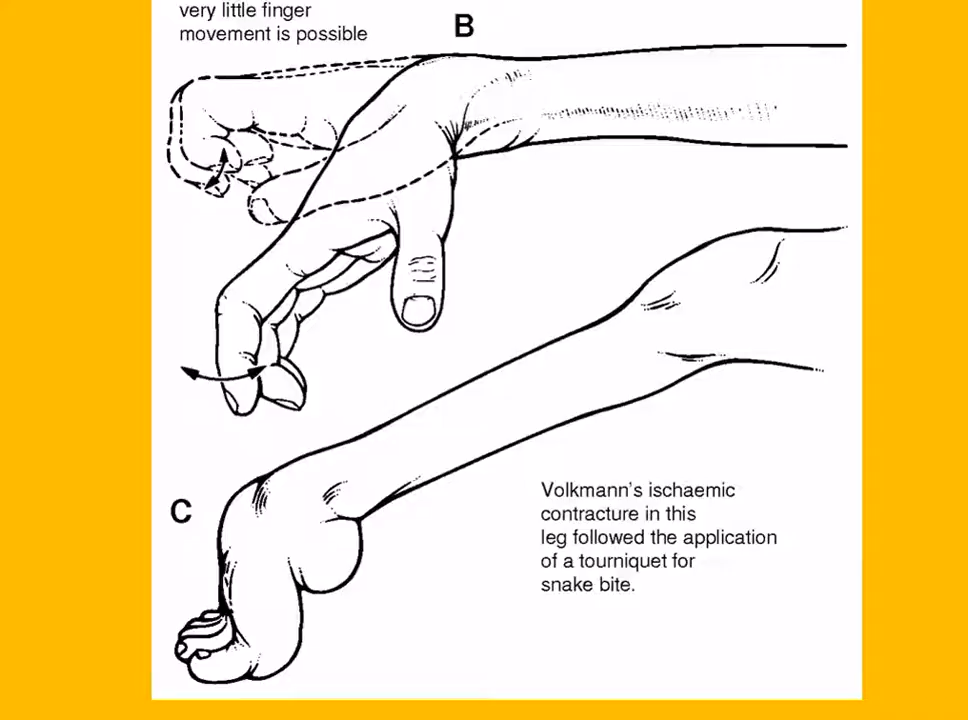 very little finger
movement is possible
B
C
Volkmann's ischaemic
contracture in this
leg followed the application
of a tourniquet for
snake bite.